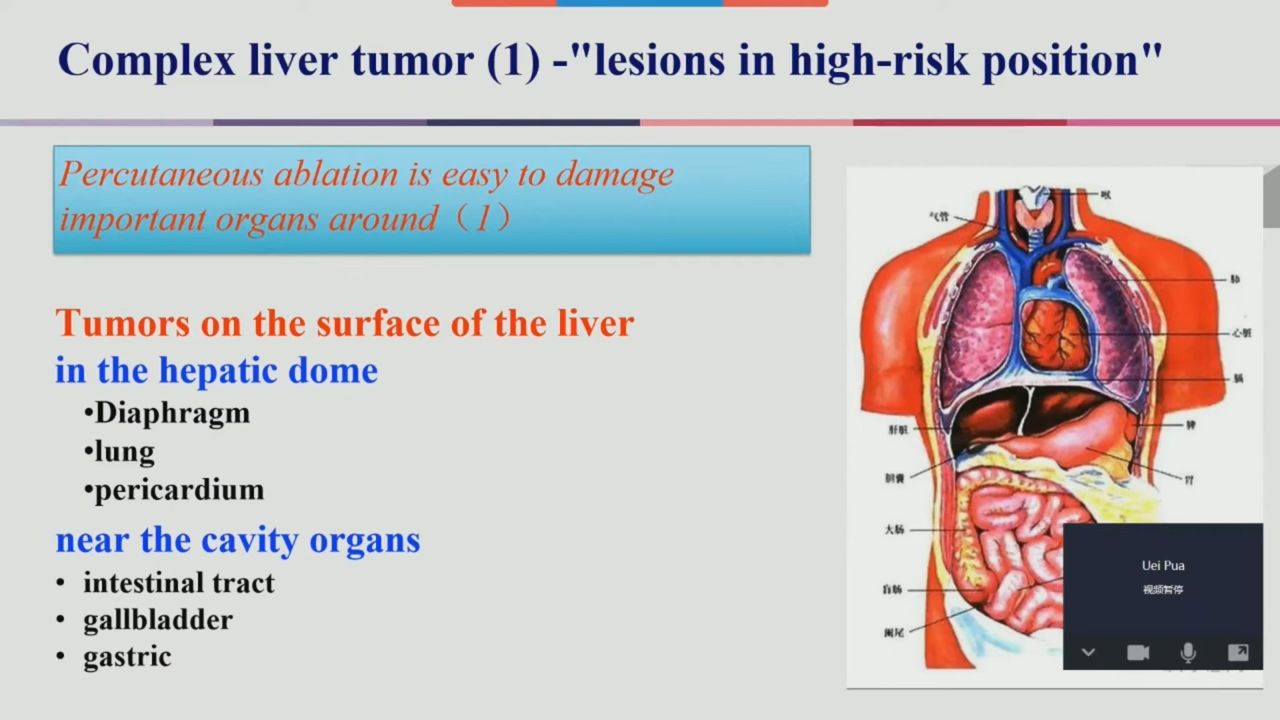 Complex liver tumor (1) -"lesions in high-risk position"
Percutaneous ablation is easy to damage
important organs around（1）
Tumors on the surface of the liver
in the hepatic dome
•Diaphragm
•lung
•pericardium
near the cavity organs
• intestinal tract
• gallbladder
• gastric
气管
喉
肺
心脏
膈
肝脏
脾
胆囊
胃
大肠
盲肠
阑尾
Uei Pua
视频暂停